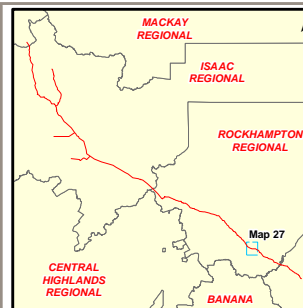 MACKAY
REGIONAL
ISAAC
REGIONAL
ROCKHAMPTON
REGIONAL
Map 27
CENTRAL
HIGHLANDS
REGIONAL
BANANA